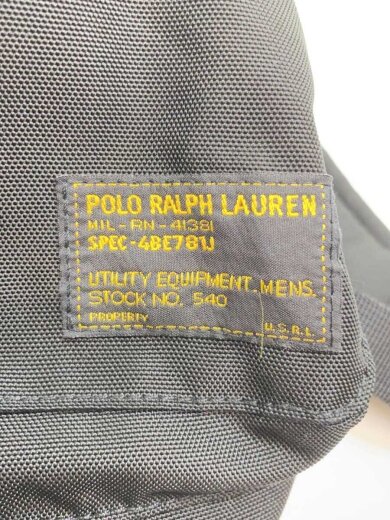 POLO RALPH LAUREN
MIL-RN-41381
SPEC-4BE781J
UTILITY EQUIPMENT, MENS.
STOCK NO. 540
PROPERTY U.S.R.L.